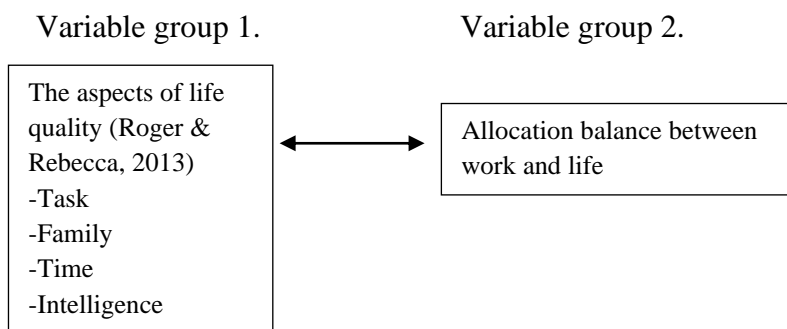 Variable group 1.
Variable group 2.
The aspects of life
quality (Roger &
Rebecca, 2013)
-Task
-Family
-Time
-Intelligence
Allocation balance between
work and life